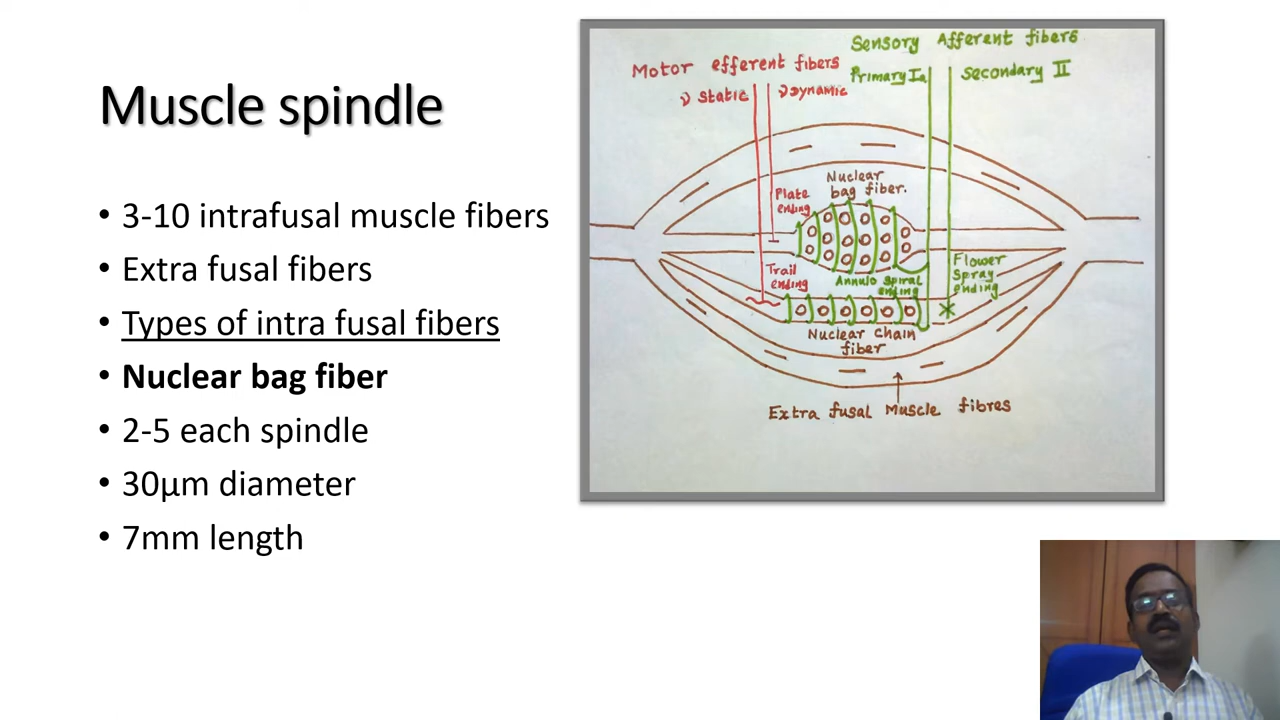 Muscle spindle
• 3-10 intrafusal muscle fibers
• Extra fusal fibers
• Types of intra fusal fibers
• Nuclear bag fiber
• 2-5 each spindle
• 30µm diameter
• 7mm length
Sensory Afferent fibers
Motor efferent fibers
Primary Ia
Secondary II
γ Static
γ Dynamic
Nuclear
bag fiber.
Plate
ending
Trail
ending
Annulo spiral
ending
Flower
Spray
ending
Nuclear Chain
fiber
Extra fusal Muscle fibres